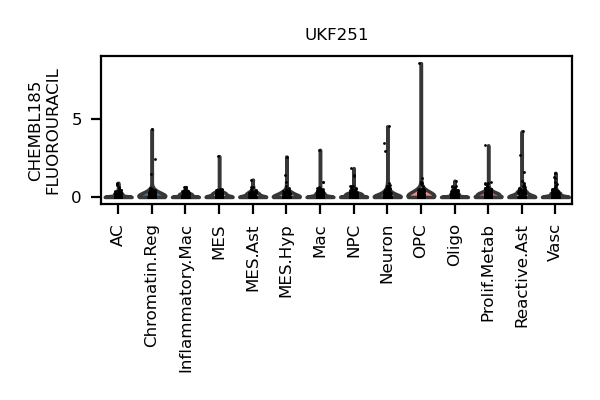 UKF251
CHEMBL185
FLUOROURACIL
5
0
AC
Chromatin.Reg
Inflammatory.Mac
MES
MES.Ast
MES.Hyp
Mac
NPC
Neuron
OPC
Oligo
Prolif.Metab
Reactive.Ast
Vasc